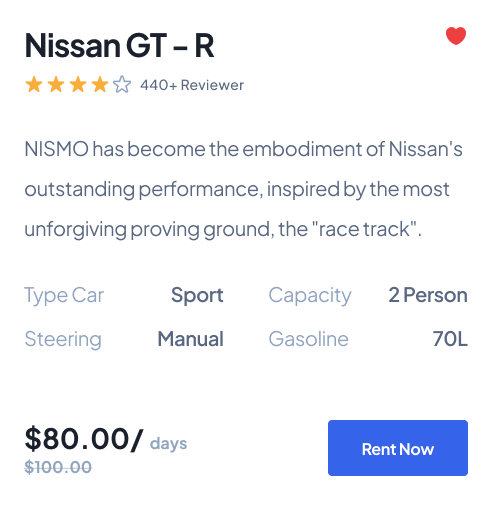 Nissan GT – R
440+ Reviewer
NISMO has become the embodiment of Nissan's
outstanding performance, inspired by the most
unforgiving proving ground, the "race track".
Type Car Sport Capacity 2 Person
Steering Manual Gasoline 70L
$80.00/ days
$100.00
Rent Now